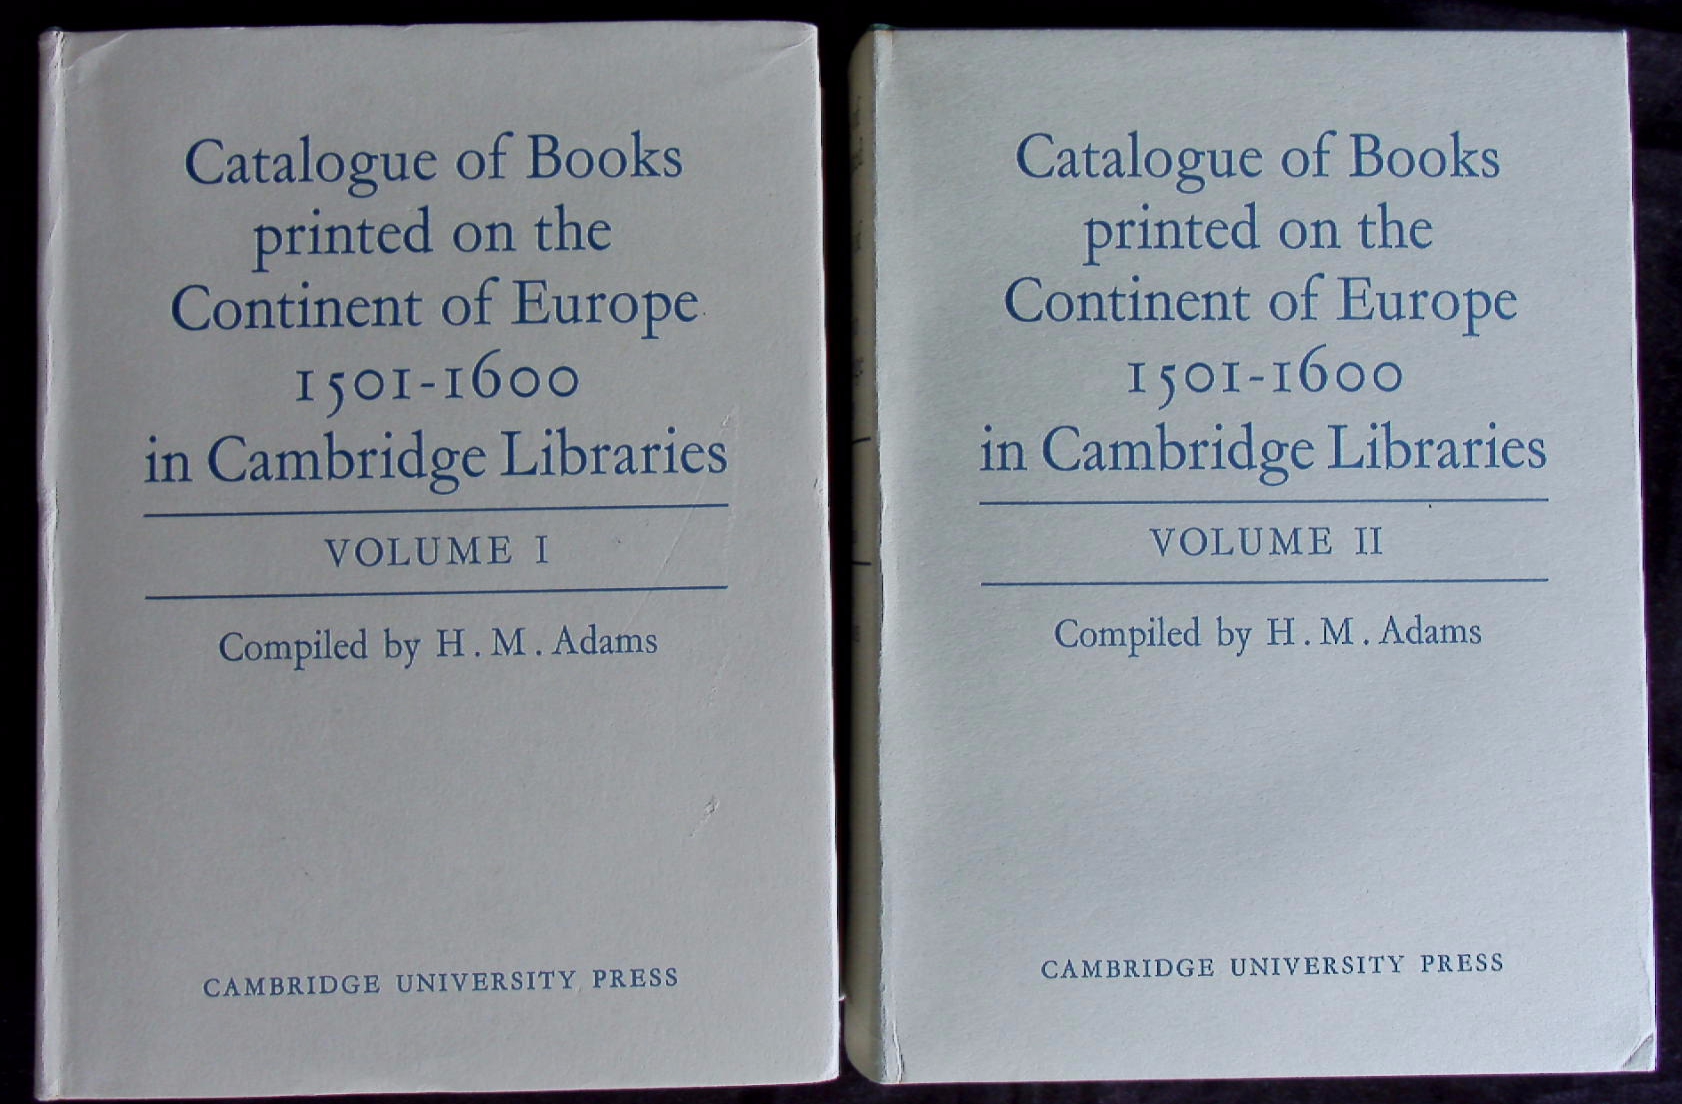 Catalogue of Books
printed on the
Continent of Europe
1501-1600
in Cambridge Libraries
VOLUME I
Compiled by H. M. Adams
CAMBRIDGE UNIVERSITY PRESS
Catalogue of Books
printed on the
Continent of Europe
1501-1600
in Cambridge Libraries
VOLUME II
Compiled by H. M. Adams
CAMBRIDGE UNIVERSITY PRESS